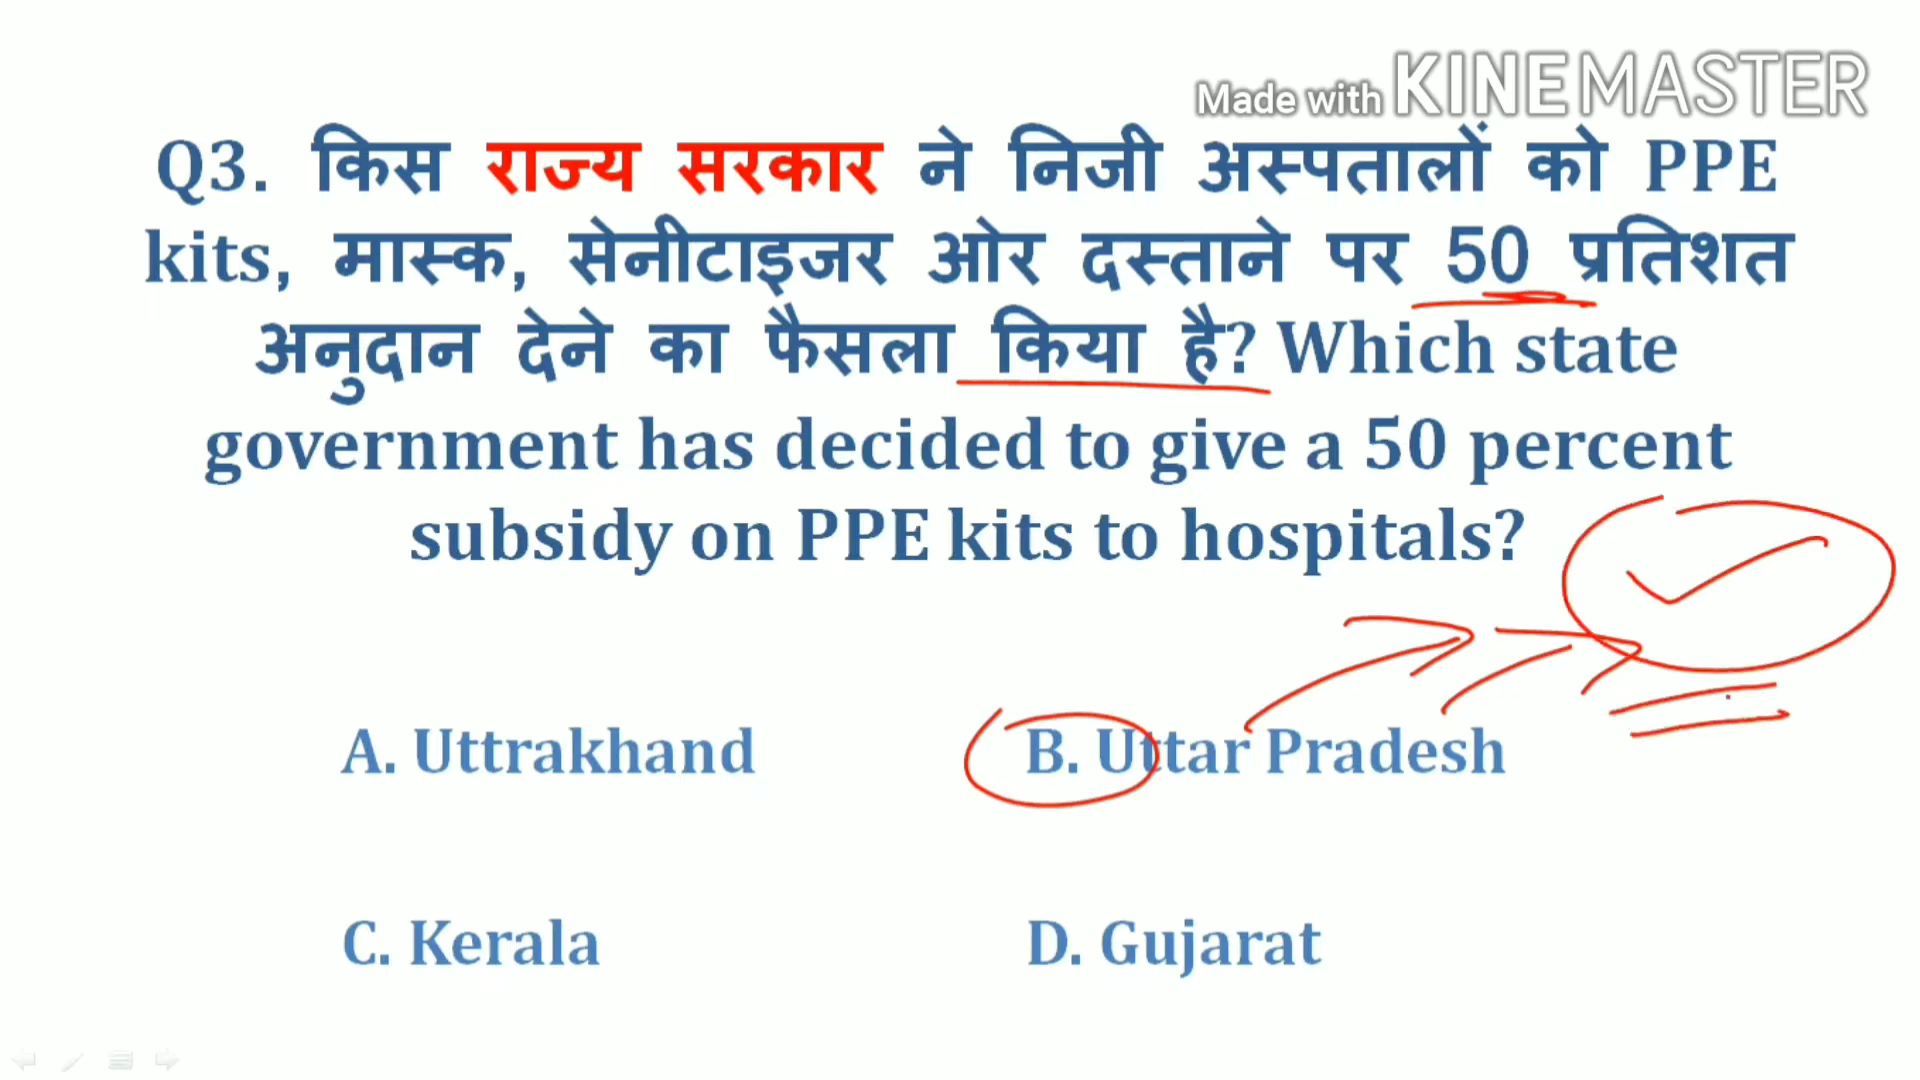 Made with KINEMASTER
Q3. किस राज्य सरकार ने निजी अस्पतालों को PPE
kits, मास्क, सेनीटाइजर ओर दस्ताने पर 50 प्रतिशत
अनुदान देने का फैसला किया है? Which state
government has decided to give a 50 percent
subsidy on PPE kits to hospitals?
A. Uttrakhand B. Uttar Pradesh
C. Kerala D. Gujarat